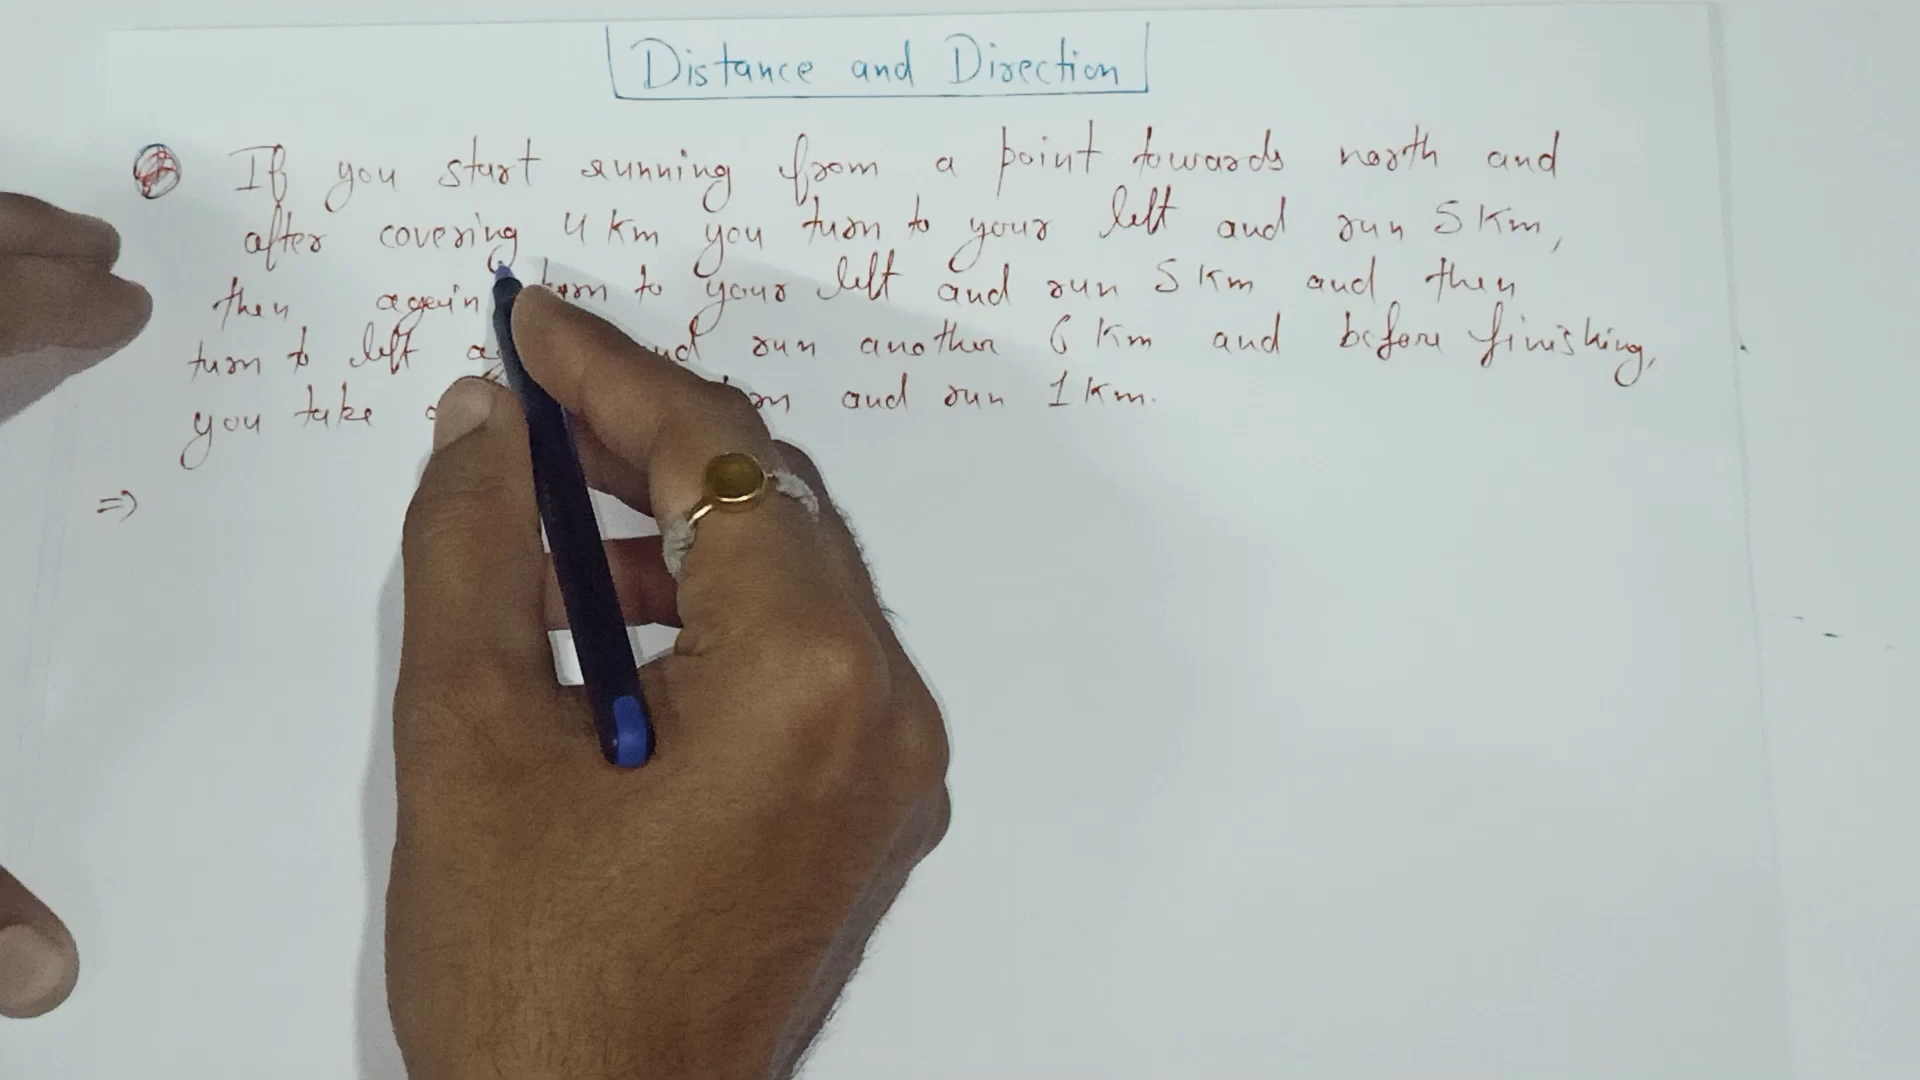 Distance and Direction
If you start running from a point towards north and
after covering 4 km you turn to your left and run 5 Km,
then again turn to your left and run 5 Km and then
turn to left and run another 6 Km and before finishing,
you take and run 1 Km.
⇒